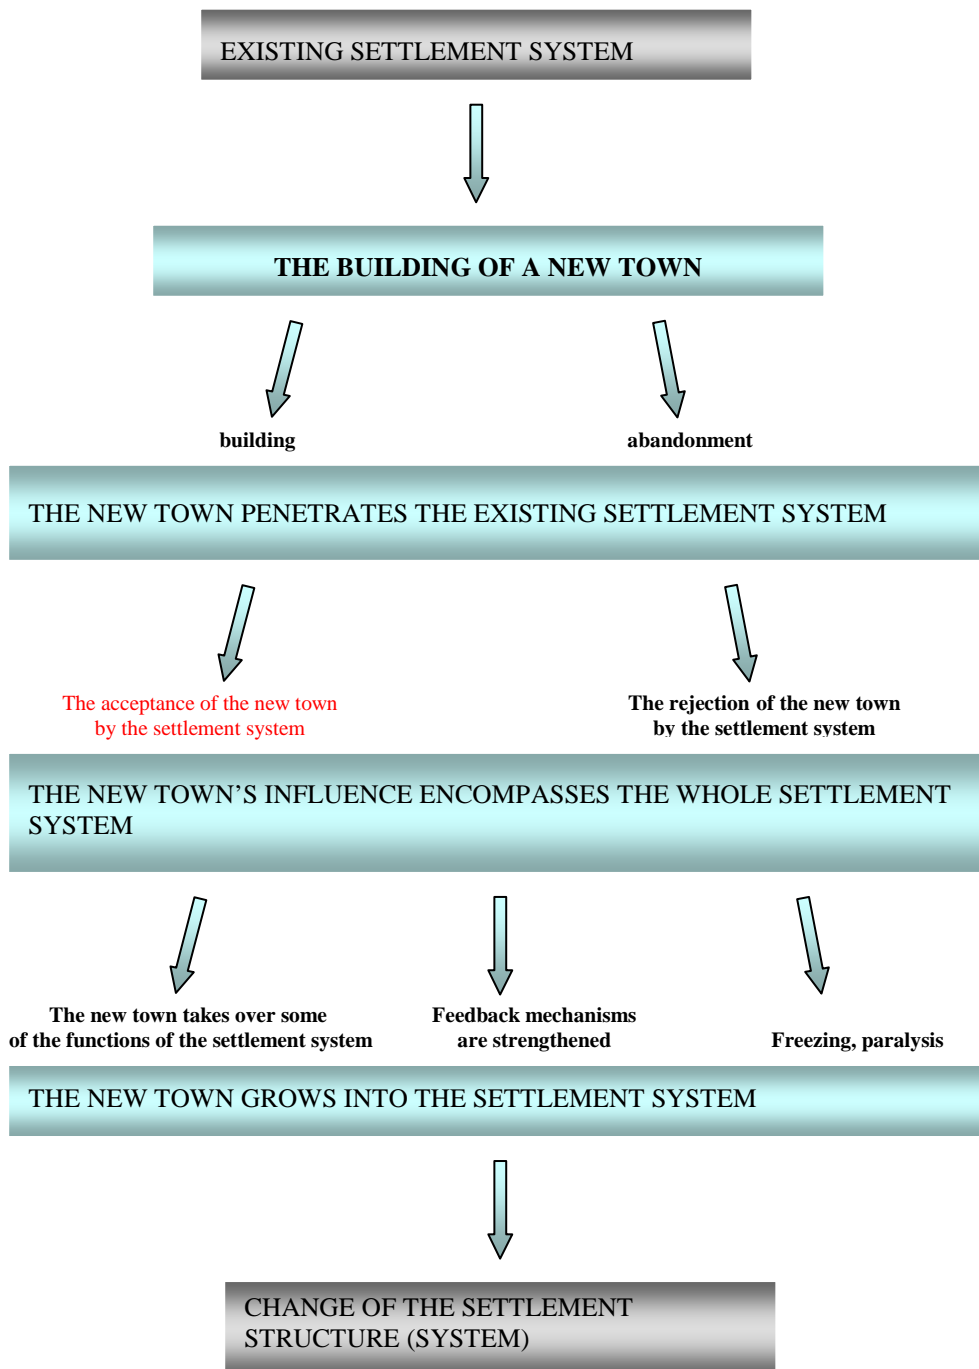 EXISTING SETTLEMENT SYSTEM
THE BUILDING OF A NEW TOWN
building
abandonment
THE NEW TOWN PENETRATES THE EXISTING SETTLEMENT SYSTEM
The acceptance of the new town
by the settlement system
The rejection of the new town
by the settlement system
THE NEW TOWN’S INFLUENCE ENCOMPASSES THE WHOLE SETTLEMENT
SYSTEM
The new town takes over some
of the functions of the settlement system
Feedback mechanisms
are strengthened
Freezing, paralysis
THE NEW TOWN GROWS INTO THE SETTLEMENT SYSTEM
CHANGE OF THE SETTLEMENT
STRUCTURE (SYSTEM)